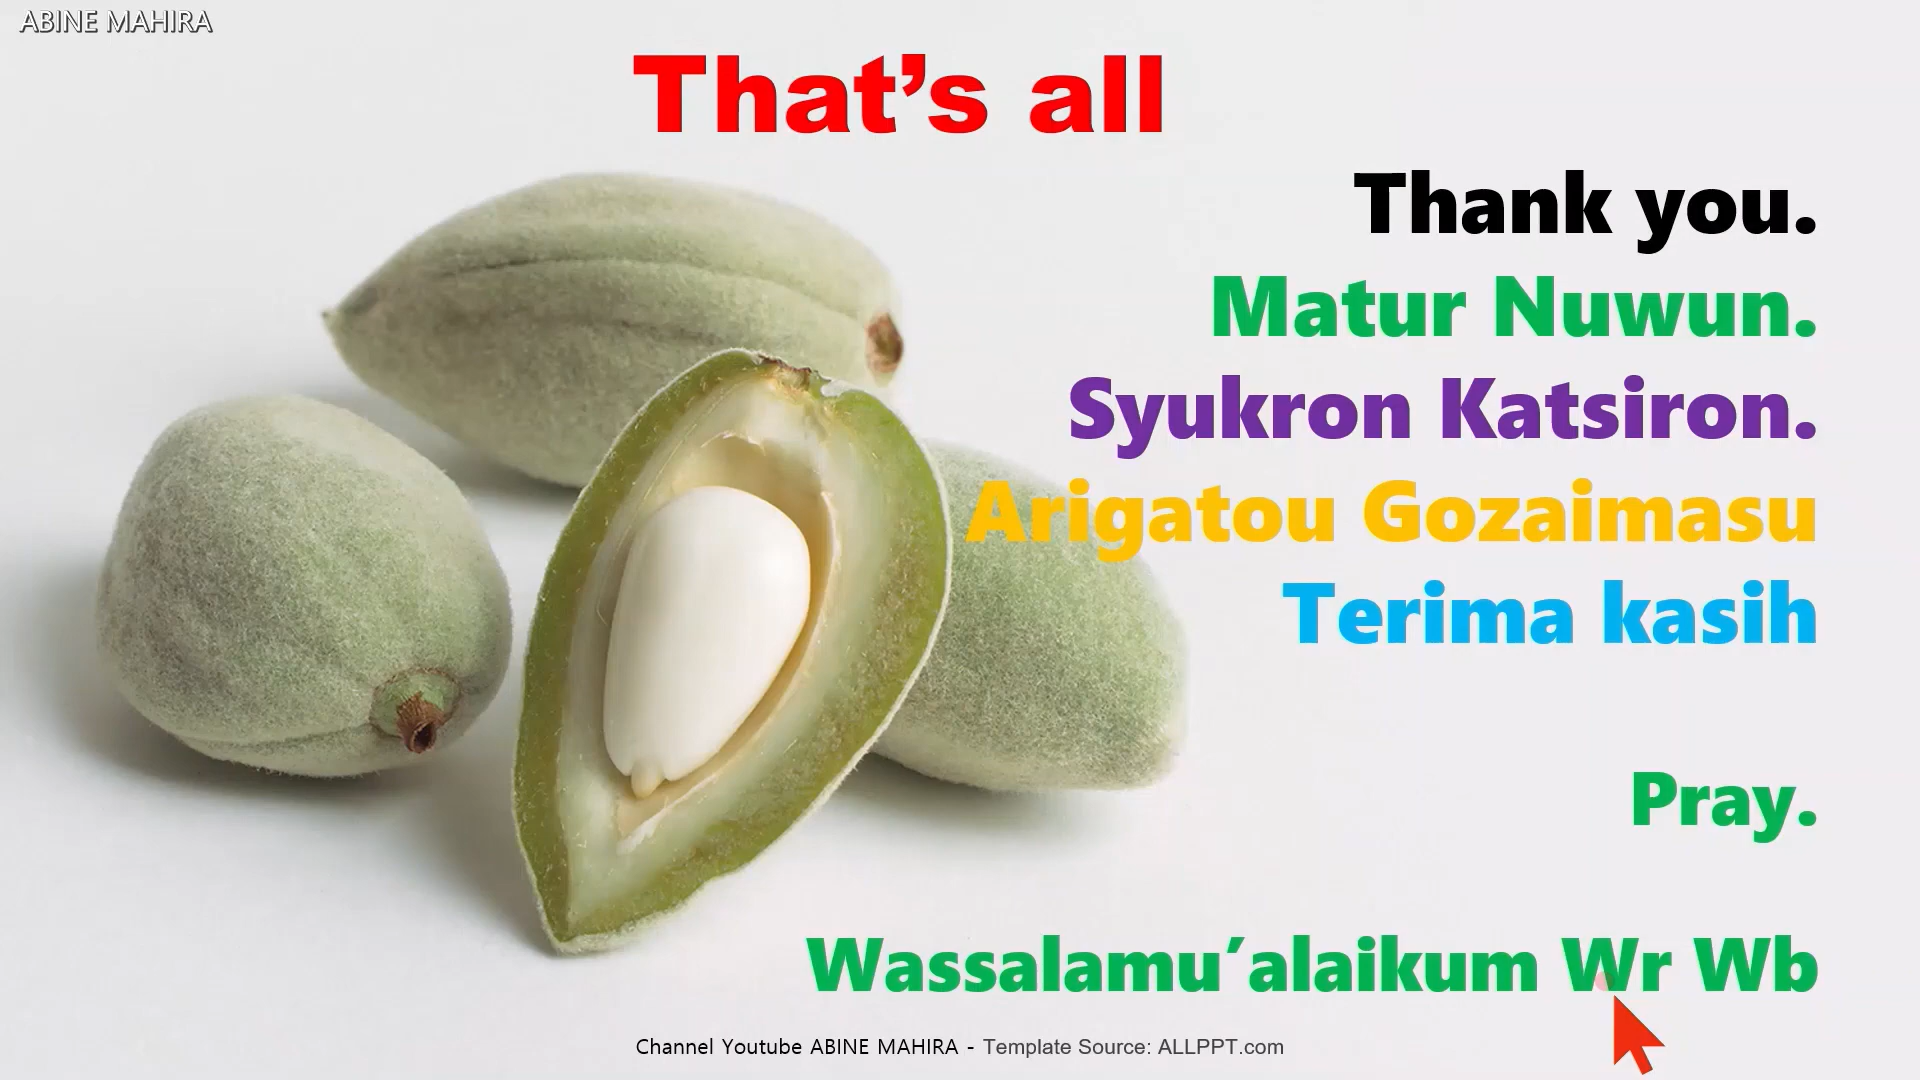 ABINE MAHIRA
That’s all
Thank you.
Matur Nuwun.
Syukron Katsiron.
Arigatou Gozaimasu
Terima kasih
Pray.
Wassalamu´alaikum Wr Wb
Channel Youtube ABINE MAHIRA - Template Source: ALLPPT.com